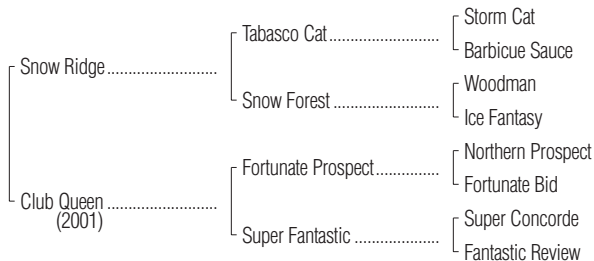 Storm Cat
Tabasco Cat
Barbicue Sauce
Snow Ridge
Woodman
Snow Forest
Ice Fantasy
Northern Prospect
Fortunate Prospect
Fortunate Bid
Club Queen
(2001)
Super Concorde
Super Fantastic
Fantastic Review